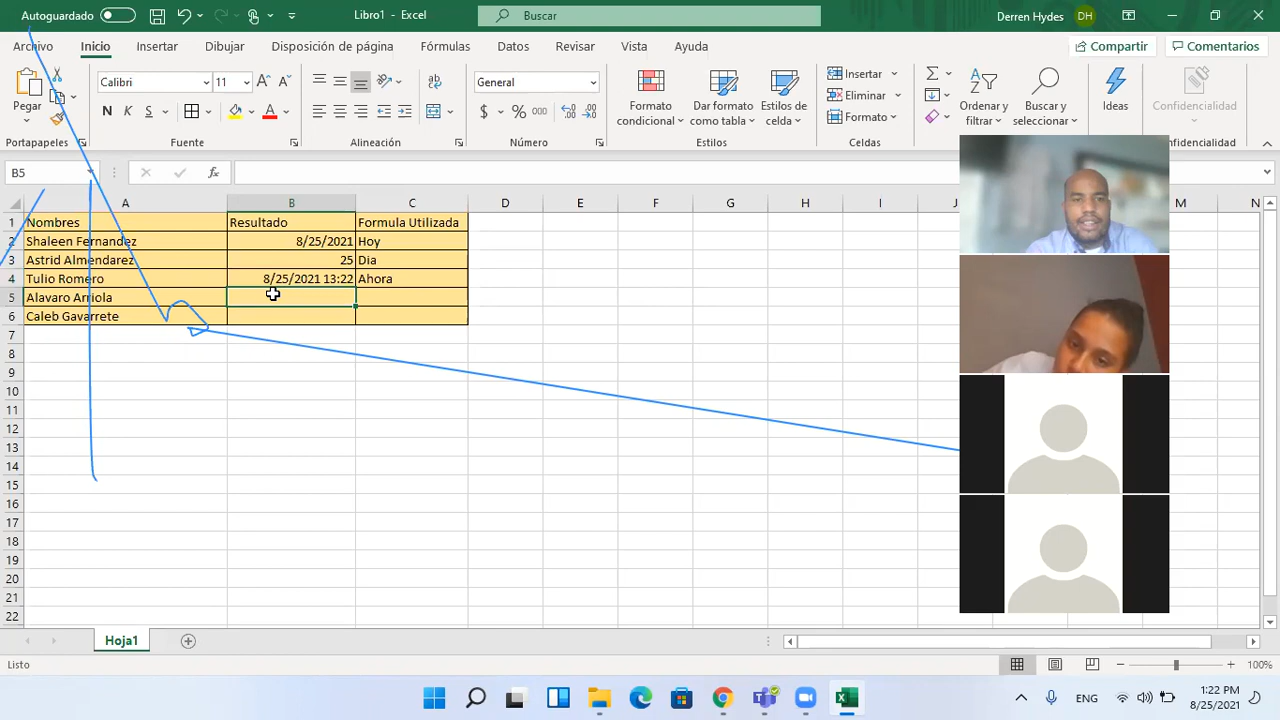 Autoguardado
Libro1 - Excel
Buscar
Derren Hydes
DH
Archivo Inicio Insertar Dibujar Disposición de página Fórmulas Datos Revisar Vista Ayuda
Compartir Comentarios
Pegar
Portapapeles
Calibri 11
N K S
Fuente
Alineación
General
$ % 000
Número
Formato condicional
Dar formato como tabla
Estilos de celda
Estilos
Insertar
Eliminar
Formato
Celdas
Ordenar y filtrar
Buscar y seleccionar
Ideas
Confidencialidad
nfidencialidad
B5
fx
A B C D E F G H I J M N
1 Nombres Resultado Formula Utilizada
2 Shaleen Fernandez 8/25/2021 Hoy
3 Astrid Almendarez 25 Dia
4 Tulio Romero 8/25/2021 13:22 Ahora
5 Alavaro Arriola
6 Caleb Gavarrete
7
8
9
10
11
12
13
14
15
16
17
18
19
20
21
22
Hoja1
Listo
100%
ENG
1:22 PM
8/25/2021